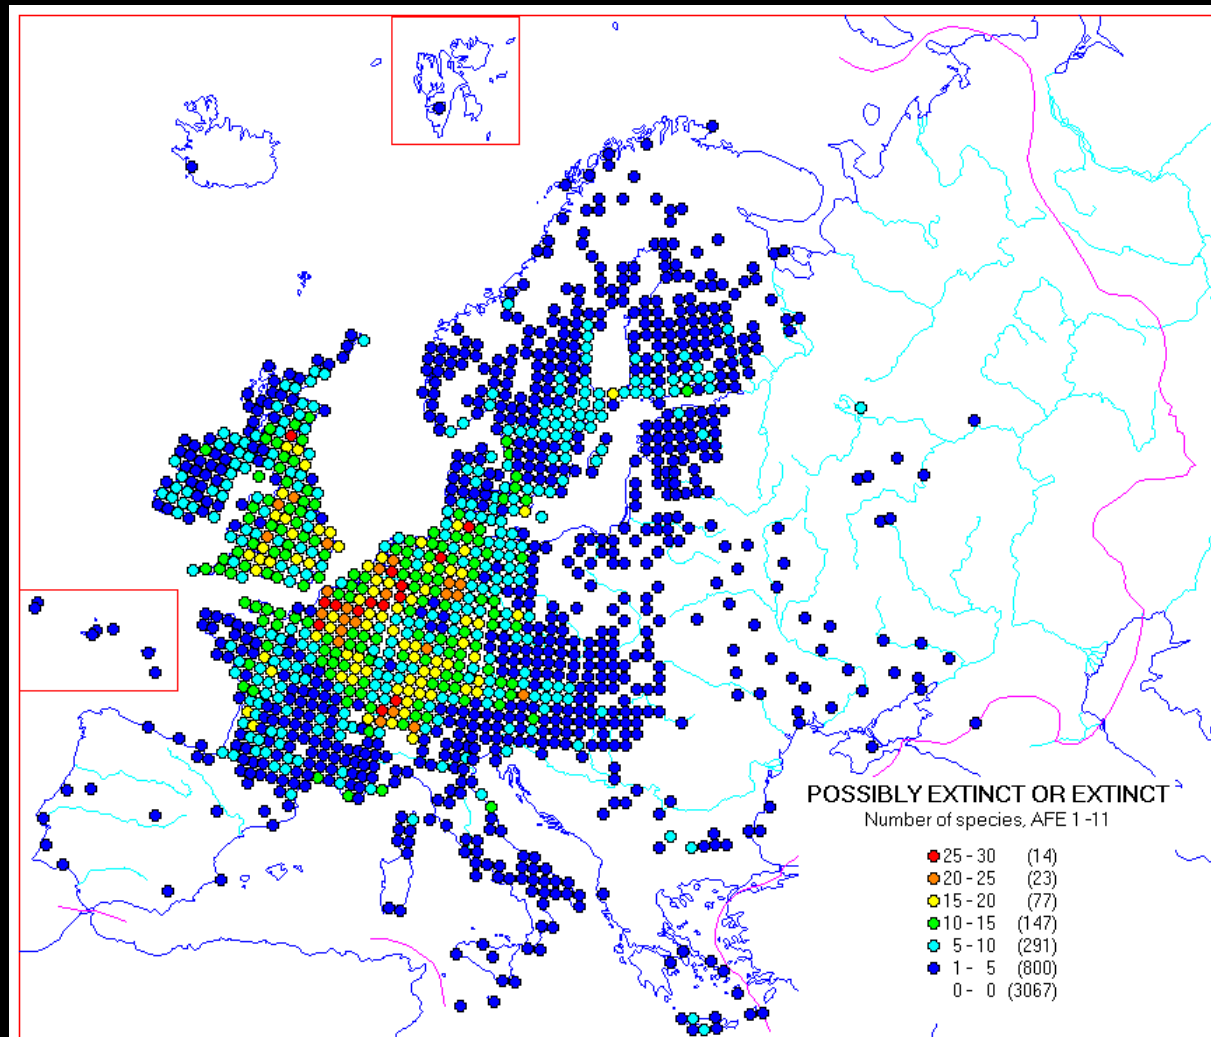 POSSIBLY EXTINCT OR EXTINCT
Number of species, AFE 1-11
25 - 30 (14)
20 - 25 (23)
15 - 20 (77)
10 - 15 (147)
5 - 10 (291)
1 - 5 (800)
0 - 0 (3067)